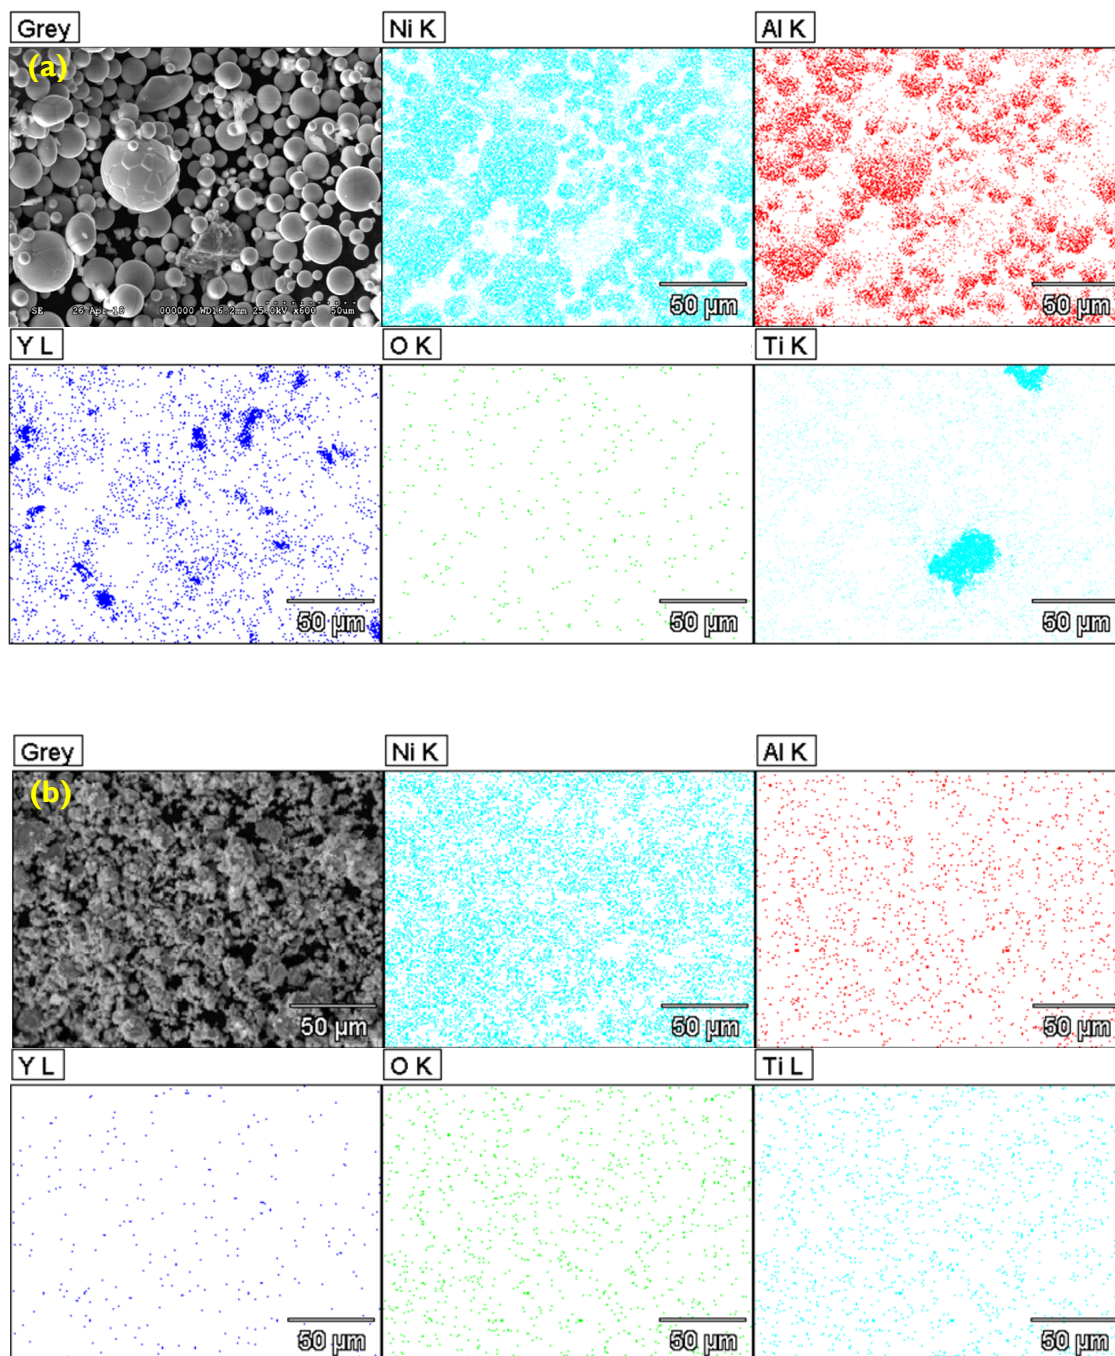 Grey Ni K Al K
(a)
SE 26-Apr-18 000000 WD16.2mm 25.0kV x600 50um
50 µm 50 µm
Y L O K Ti K
50 µm 50 µm 50 µm
Grey Ni K Al K
(b)
50 µm 50 µm 50 µm
Y L O K Ti L
50 µm 50 µm 50 µm